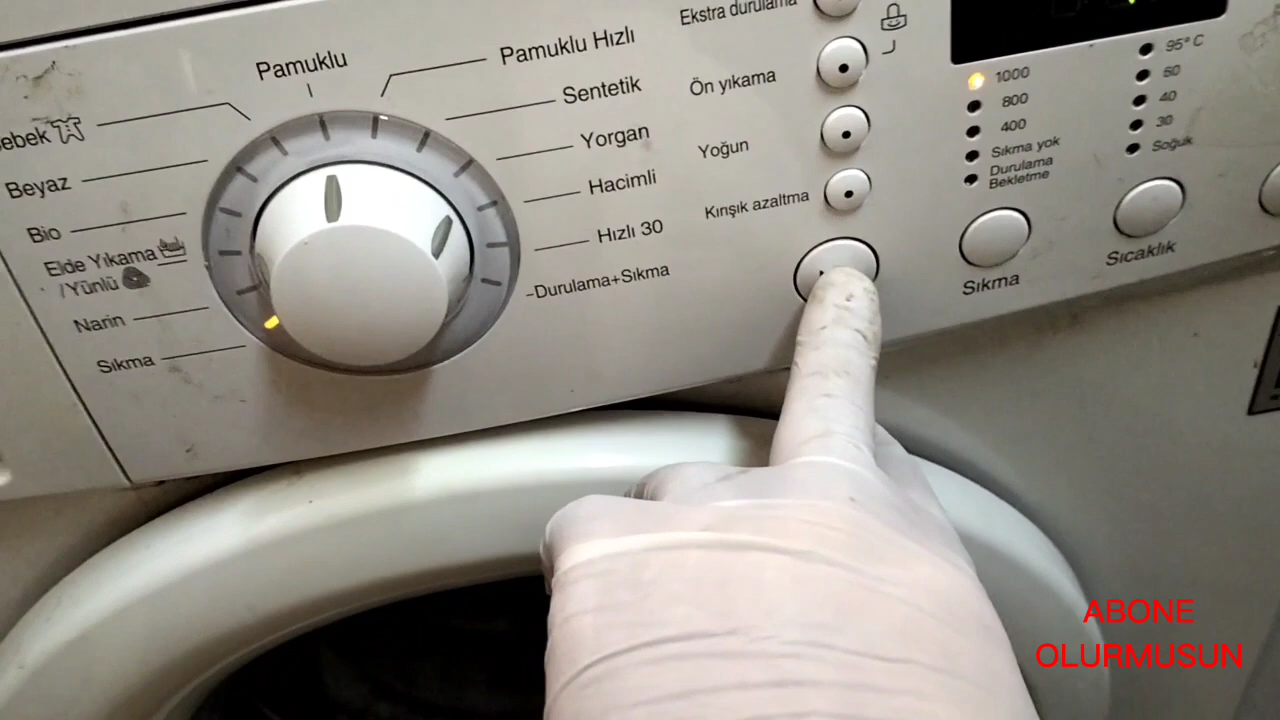 Pamuklu
Pamuklu Hızlı
Sentetik
Yorgan
Hacimli
Hızlı 30
Durulama+Sıkma
Beyaz
Bio
Elde Yıkama
/Yünlü
Narin
Sıkma
Ekstra durulama
Ön yıkama
Yoğun
Kırışık azaltma
1000
800
400
Sıkma yok
Durulama
Bekletme
Sıkma
95°C
60
40
30
Soğuk
Sıcaklık
ABONE
OLURMUSUN